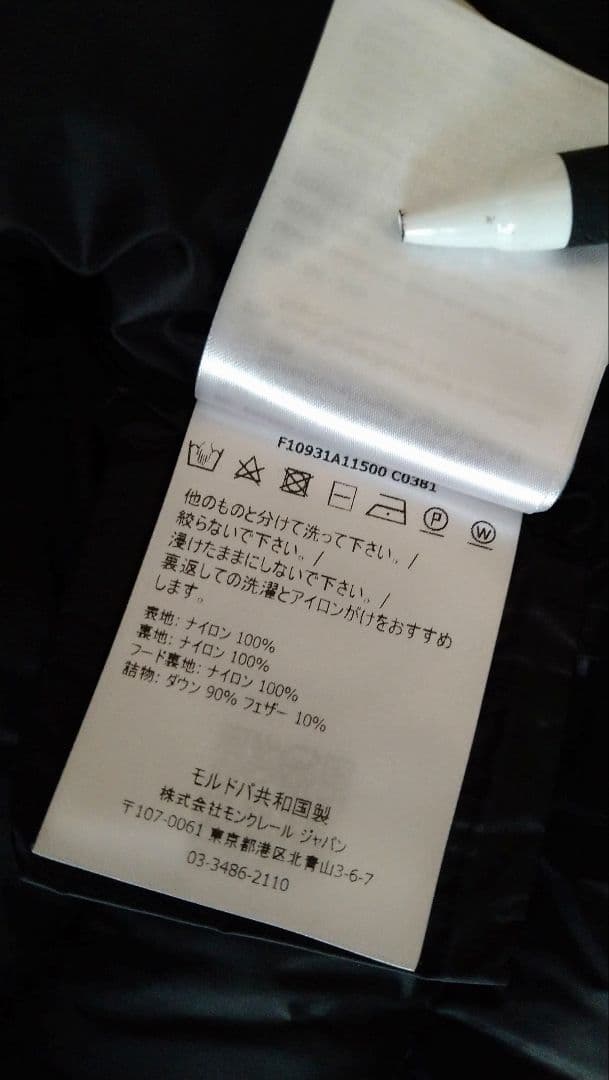 F10931A11500 C0381
P
W
他のものと分けて洗って下さい。/
絞らないで下さい。/
浸けたままにしないで下さい。/
裏返しての洗濯とアイロンがけをおすすめ
します。
表地: ナイロン 100%
裏地: ナイロン 100%
フード裏地: ナイロン 100%
詰物: ダウン 90% フェザー 10%
モルドバ共和国製
株式会社モンクレール ジャパン
〒107-0061 東京都港区北青山3-6-7
03-3486-2110